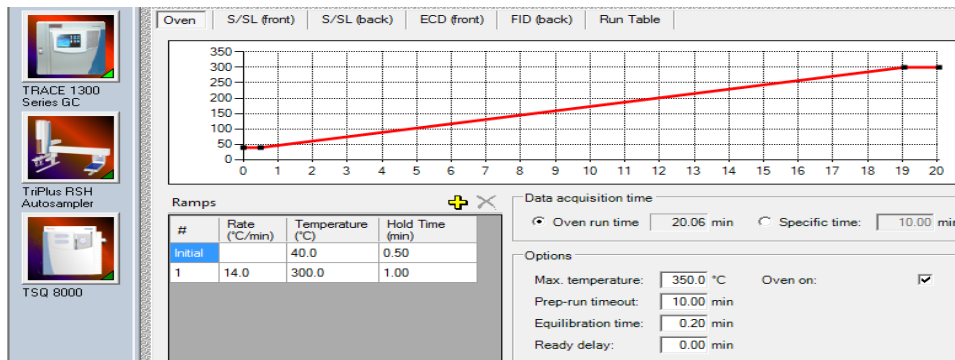 Oven S/SL (front) S/SL (back) ECD (front) FID (back) Run Table
350
300
250
200
150
100
50
0
0 1 2 3 4 5 6 7 8 9 10 11 12 13 14 15 16 17 18 19 20
TRACE 1300
Series GC
TriPlus RSH
Autosampler
TSQ 8000
Ramps
# Rate (°C/min) Temperature (°C) Hold Time (min)
Initial 40.0 0.50
1 14.0 300.0 1.00
Data acquisition time
Oven run time 20.06 min Specific time: 10.00 min
Options
Max. temperature: 350.0 °C Oven on:
Prep-run timeout: 10.00 min
Equilibration time: 0.20 min
Ready delay: 0.00 min